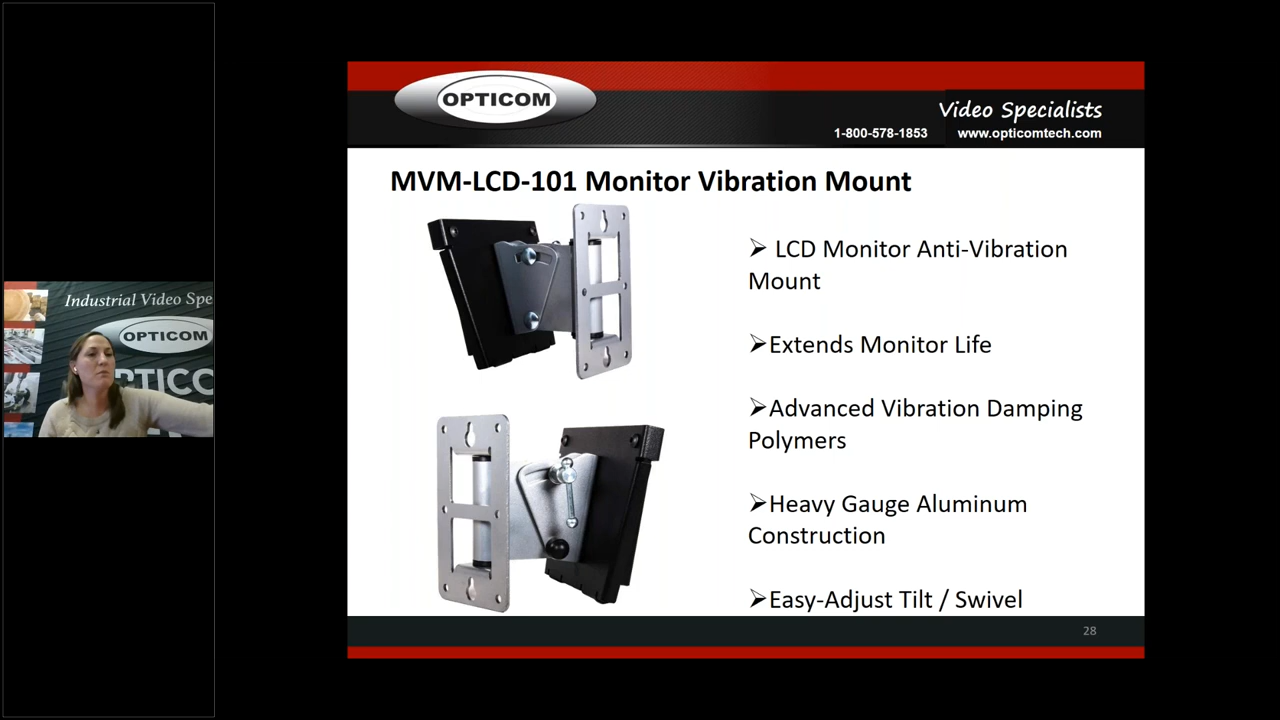 OPTICOM
Video Specialists
1-800-578-1853 www.opticomtech.com
MVM-LCD-101 Monitor Vibration Mount
➢ LCD Monitor Anti-Vibration
Mount
➢Extends Monitor Life
➢Advanced Vibration Damping
Polymers
➢Heavy Gauge Aluminum
Construction
➢Easy-Adjust Tilt / Swivel
28
Industrial Video Spe
OPTICOM
PTICO